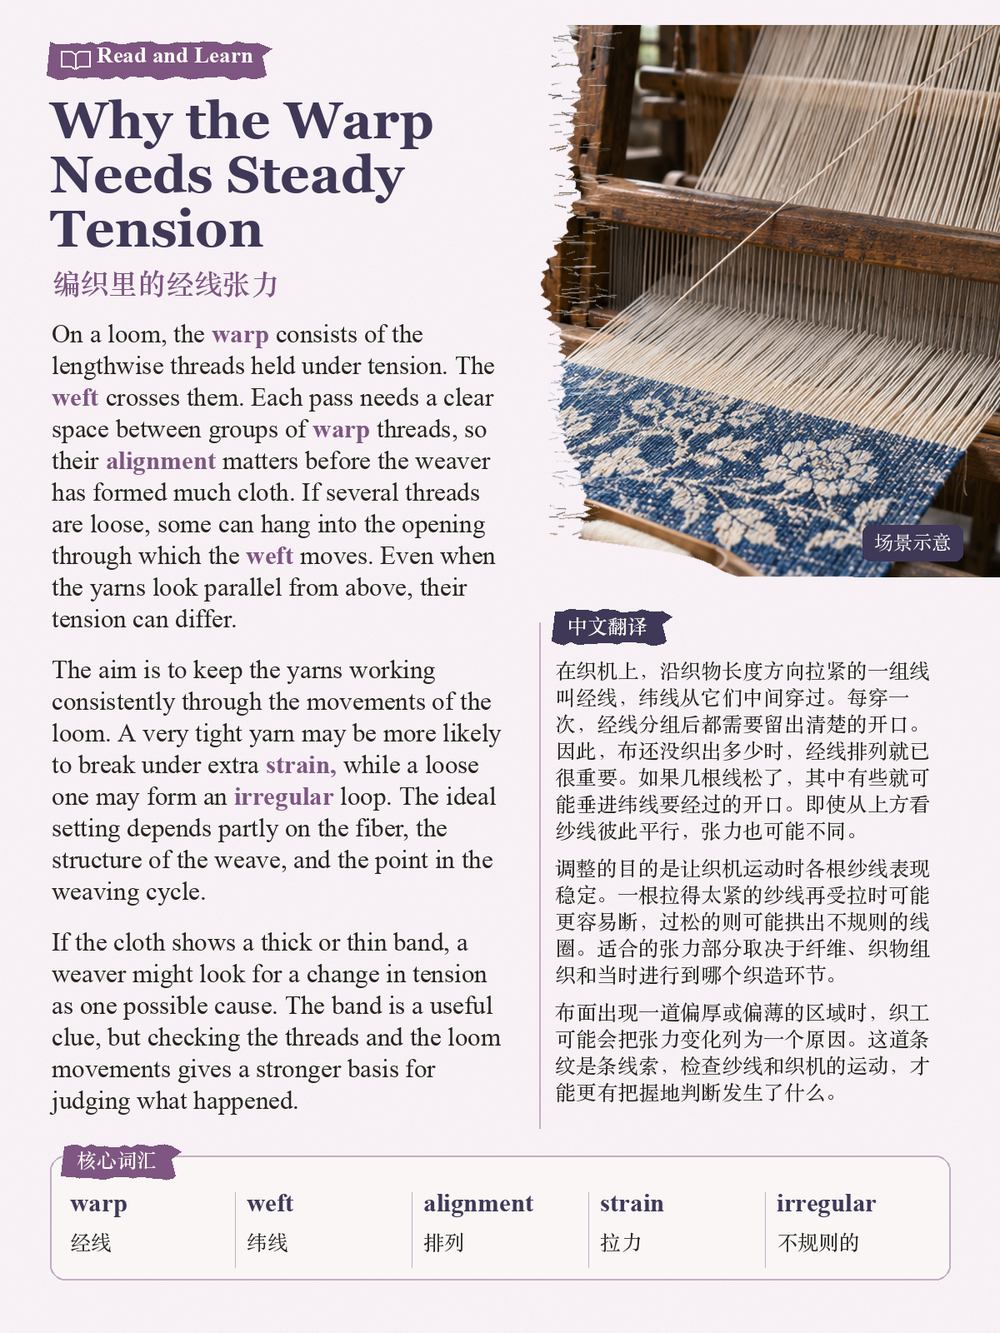 Read and Learn
Why the Warp
Needs Steady
Tension
编织里的经线张力
On a loom, the warp consists of the
lengthwise threads held under tension. The
weft crosses them. Each pass needs a clear
space between groups of warp threads, so
their alignment matters before the weaver
has formed much cloth. If several threads
are loose, some can hang into the opening
through which the weft moves. Even when
the yarns look parallel from above, their
tension can differ.
The aim is to keep the yarns working
consistently through the movements of the
loom. A very tight yarn may be more likely
to break under extra strain, while a loose
one may form an irregular loop. The ideal
setting depends partly on the fiber, the
structure of the weave, and the point in the
weaving cycle.
If the cloth shows a thick or thin band, a
weaver might look for a change in tension
as one possible cause. The band is a useful
clue, but checking the threads and the loom
movements gives a stronger basis for
judging what happened.
场景示意
中文翻译
在织机上，沿织物长度方向拉紧的一组线
叫经线，纬线从它们中间穿过。每穿一
次，经线分组后都需要留出清楚的开口。
因此，布还没织出多少时，经线排列就已
很重要。如果几根线松了，其中有些就可
能垂进纬线要经过的开口。即使从上方看
纱线彼此平行，张力也可能不同。
调整的目的是让织机运动时各根纱线表现
稳定。一根拉得太紧的纱线再受拉时可能
更容易断，过松的则可能拱出不规则的线
圈。适合的张力部分取决于纤维、织物组
织和当时进行到哪个织造环节。
布面出现一道偏厚或偏薄的区域时，织工
可能会把张力变化列为一个原因。这道条
纹是条线索，检查纱线和织机的运动，才
能更有把握地判断发生了什么。
核心词汇
warp
经线
weft
纬线
alignment
排列
strain
拉力
irregular
不规则的